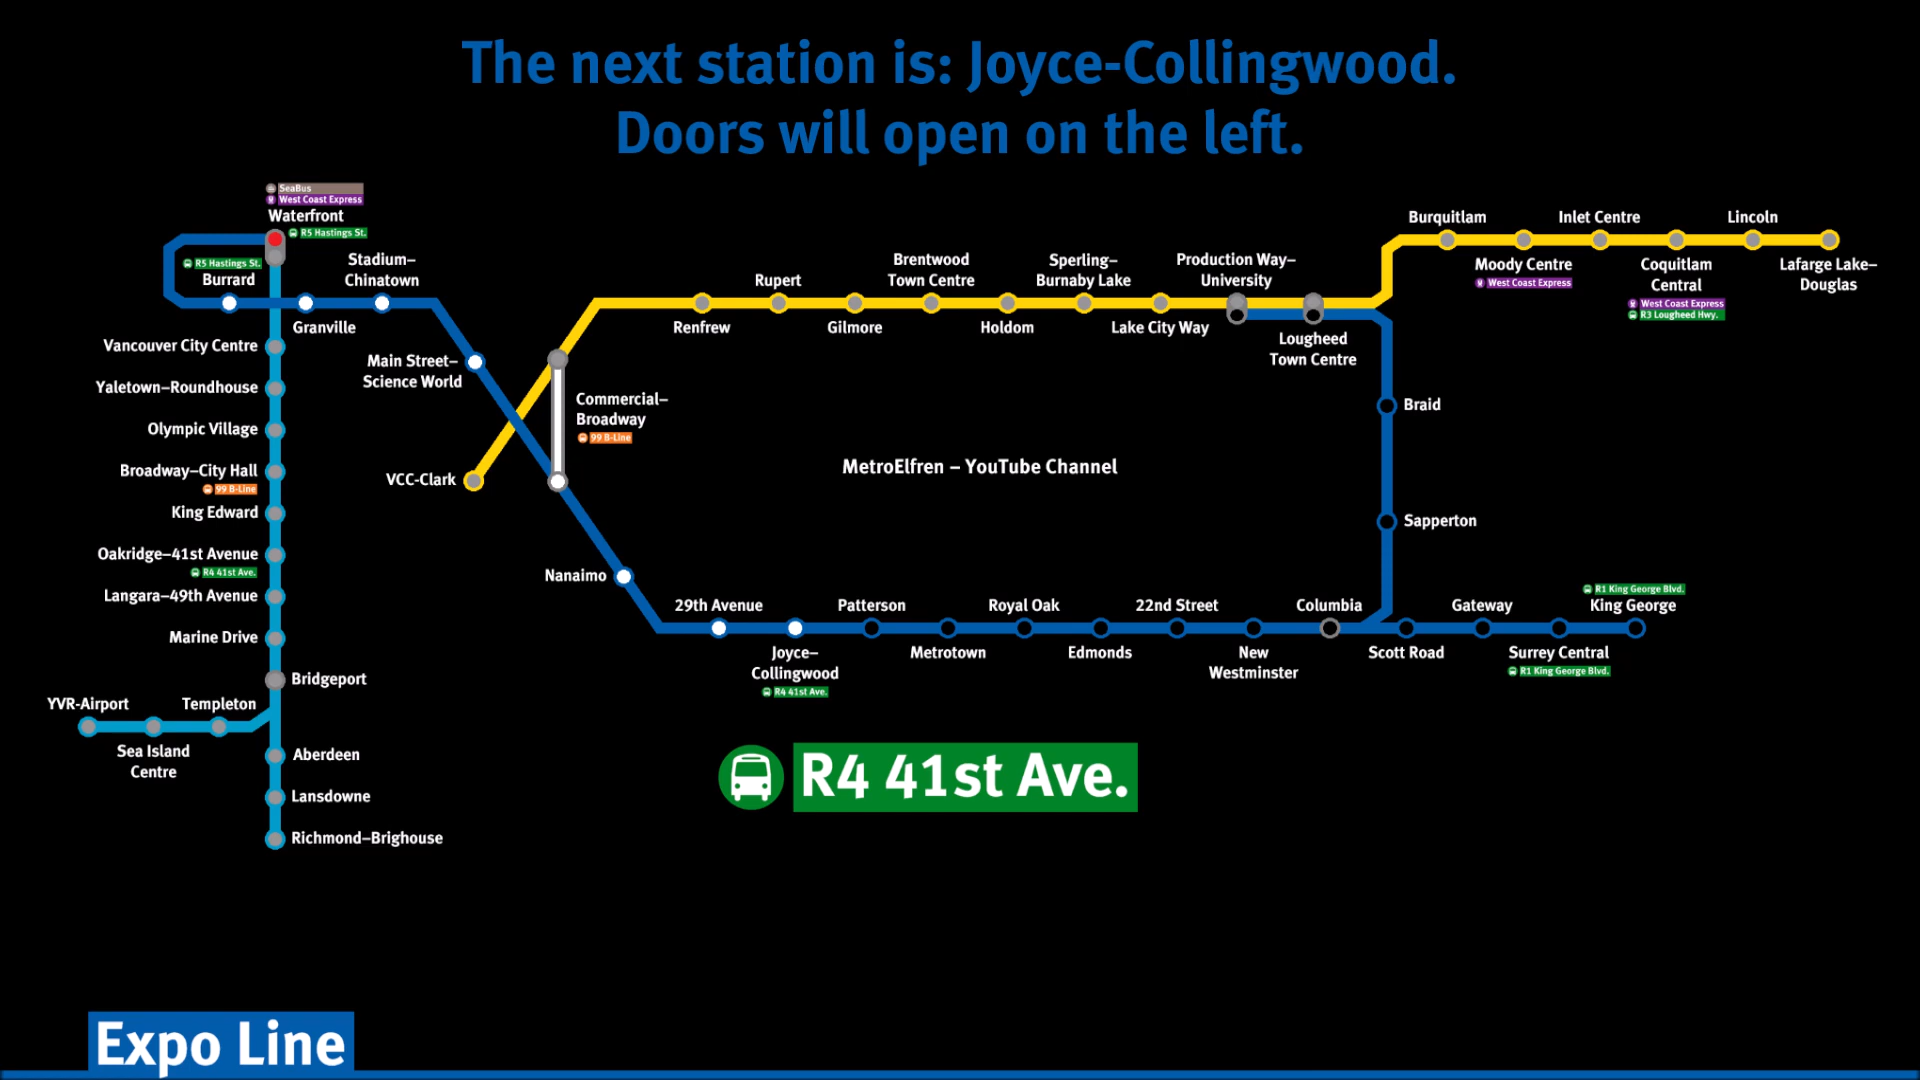 The next station is: Joyce-Collingwood.
Doors will open on the left.
SeaBus
West Coast Express
Waterfront
R5 Hastings St.
R5 Hastings St.
Burrard
Stadium–
Chinatown
Granville
Vancouver City Centre
Yaletown–Roundhouse
Olympic Village
Broadway–City Hall
99 B-Line
King Edward
Oakridge–41st Avenue
R4 41st Ave.
Langara–49th Avenue
Marine Drive
Bridgeport
YVR-Airport
Templeton
Sea Island
Centre
Aberdeen
Lansdowne
Richmond–Brighouse
Main Street–
Science World
VCC-Clark
Commercial–
Broadway
99 B-Line
Nanaimo
Renfrew
Rupert
Gilmore
Brentwood
Town Centre
Holdom
Sperling–
Burnaby Lake
Lake City Way
Production Way–
University
Lougheed
Town Centre
Burquitlam
Moody Centre
West Coast Express
Inlet Centre
Coquitlam
Central
West Coast Express
R3 Lougheed Hwy.
Lincoln
Lafarge Lake–
Douglas
Braid
Sapperton
MetroElfren – YouTube Channel
29th Avenue
Joyce–
Collingwood
R4 41st Ave.
Patterson
Metrotown
Royal Oak
Edmonds
22nd Street
New
Westminster
Columbia
Scott Road
Gateway
Surrey Central
R1 King George Blvd.
R1 King George Blvd.
King George
R4 41st Ave.
Expo Line